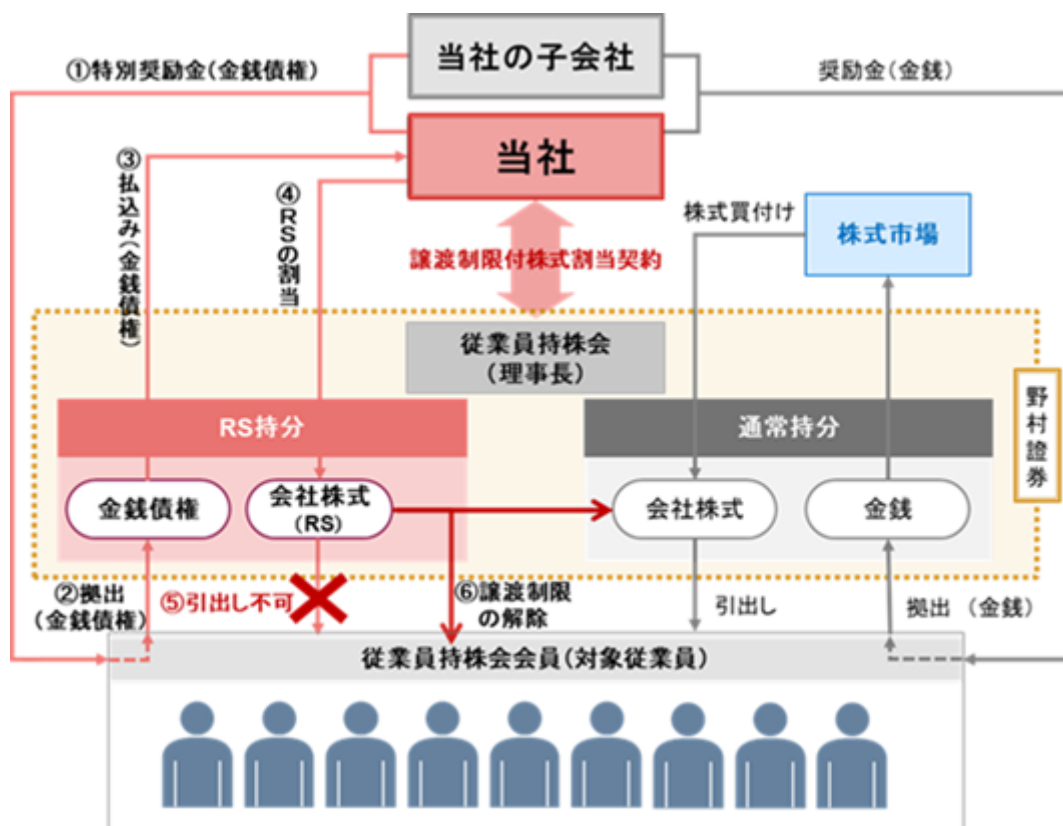 当社の子会社
①特別奨励金(金銭債権)
奨励金(金銭)
当社
③払込み(金銭債権)
④RSの割当
株式買付け
株式市場
譲渡制限付株式割当契約
従業員持株会
(理事長)
野村證券
RS持分
通常持分
金銭債権
会社株式
(RS)
会社株式
金銭
②拠出
(金銭債権)
⑤引出し不可
⑥譲渡制限
の解除
引出し
拠出 (金銭)
従業員持株会会員(対象従業員)